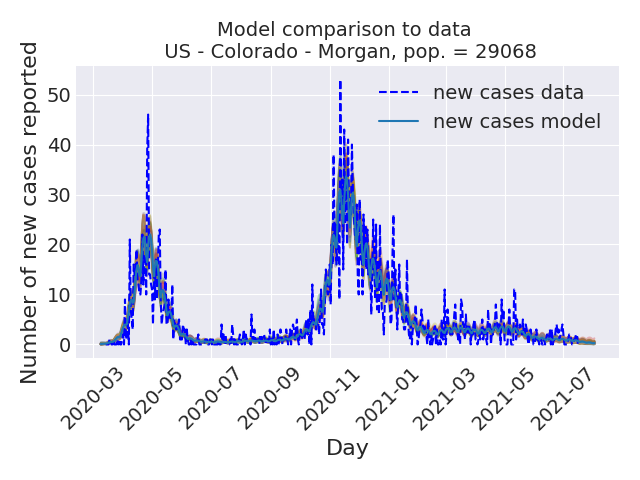 Model comparison to data
US - Colorado - Morgan, pop. = 29068
Number of new cases reported
50
40
30
20
10
0
new cases data
new cases model
2020-03
2020-05
2020-07
2020-09
2020-11
2021-01
2021-03
2021-05
2021-07
Day